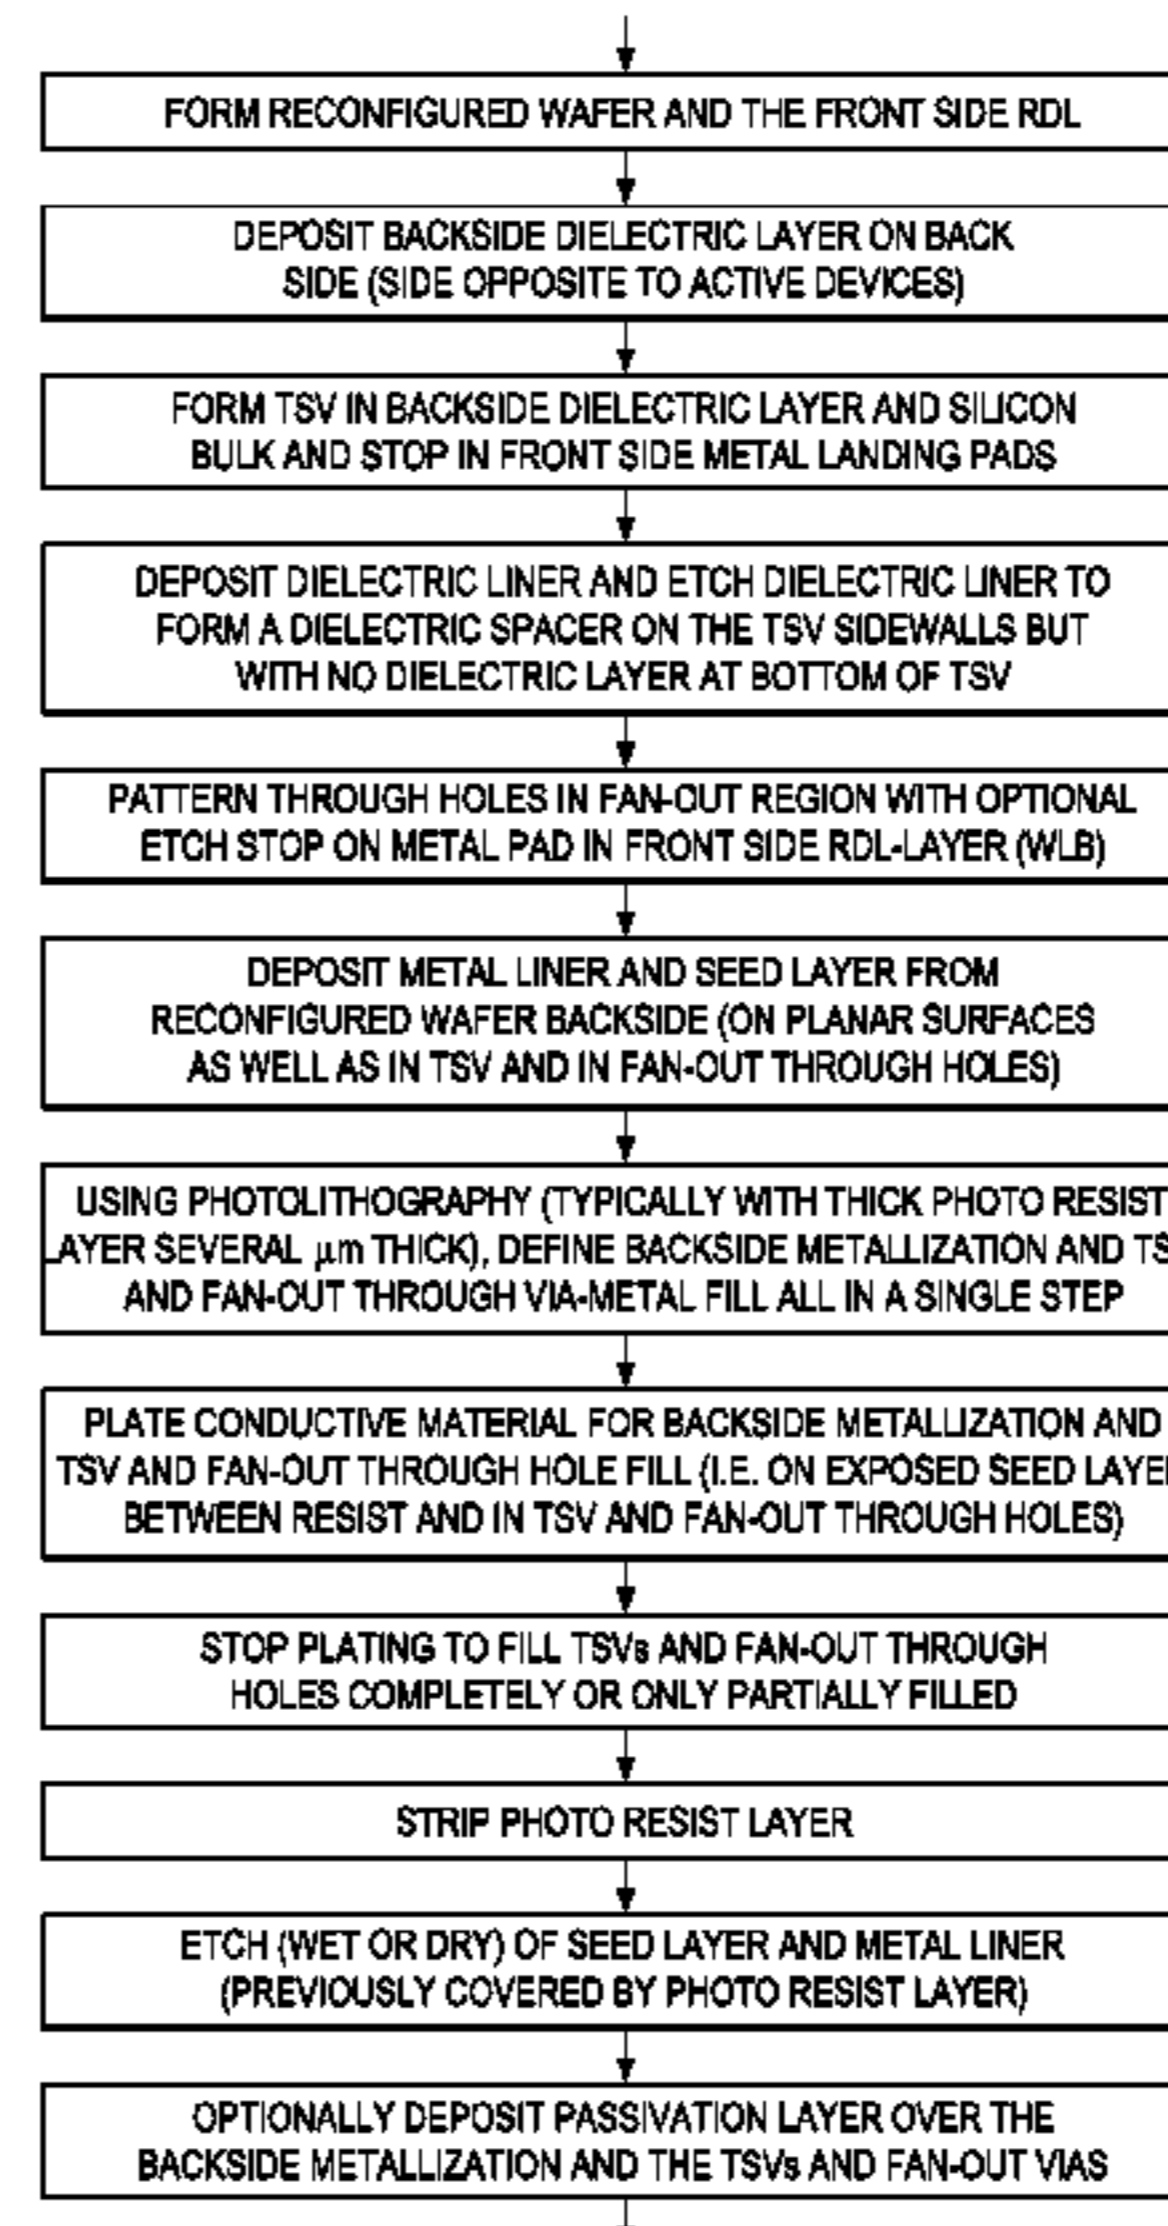 FORM RECONFIGURED WAFER AND THE FRONT SIDE RDL
DEPOSIT BACKSIDE DIELECTRIC LAYER ON BACK
SIDE (SIDE OPPOSITE TO ACTIVE DEVICES)
FORM TSV IN BACKSIDE DIELECTRIC LAYER AND SILICON
BULK AND STOP IN FRONT SIDE METAL LANDING PADS
DEPOSIT DIELECTRIC LINER AND ETCH DIELECTRIC LINER TO
FORM A DIELECTRIC SPACER ON THE TSV SIDEWALLS BUT
WITH NO DIELECTRIC LAYER AT BOTTOM OF TSV
PATTERN THROUGH HOLES IN FAN-OUT REGION WITH OPTIONAL
ETCH STOP ON METAL PAD IN FRONT SIDE RDL-LAYER (WLB)
DEPOSIT METAL LINER AND SEED LAYER FROM
RECONFIGURED WAFER BACKSIDE (ON PLANAR SURFACES
AS WELL AS IN TSV AND IN FAN-OUT THROUGH HOLES)
USING PHOTOLITHOGRAPHY (TYPICALLY WITH THICK PHOTO RESIST
LAYER SEVERAL μm THICK), DEFINE BACKSIDE METALLIZATION AND
AND FAN-OUT THROUGH VIA-METAL FILL ALL IN A SINGLE STEP
PLATE CONDUCTIVE MATERIAL FOR BACKSIDE METALLIZATION AND
TSV AND FAN-OUT THROUGH HOLE FILL (I.E. ON EXPOSED SEED LAYE
BETWEEN RESIST AND IN TSV AND FAN-OUT THROUGH HOLES)
STOP PLATING TO FILL TSVs AND FAN-OUT THROUGH
HOLES COMPLETELY OR ONLY PARTIALLY FILLED
STRIP PHOTO RESIST LAYER
ETCH (WET OR DRY) OF SEED LAYER AND METAL LINER
(PREVIOUSLY COVERED BY PHOTO RESIST LAYER)
OPTIONALLY DEPOSIT PASSIVATION LAYER OVER THE
BACKSIDE METALLIZATION AND THE TSVs AND FAN-OUT VIAS